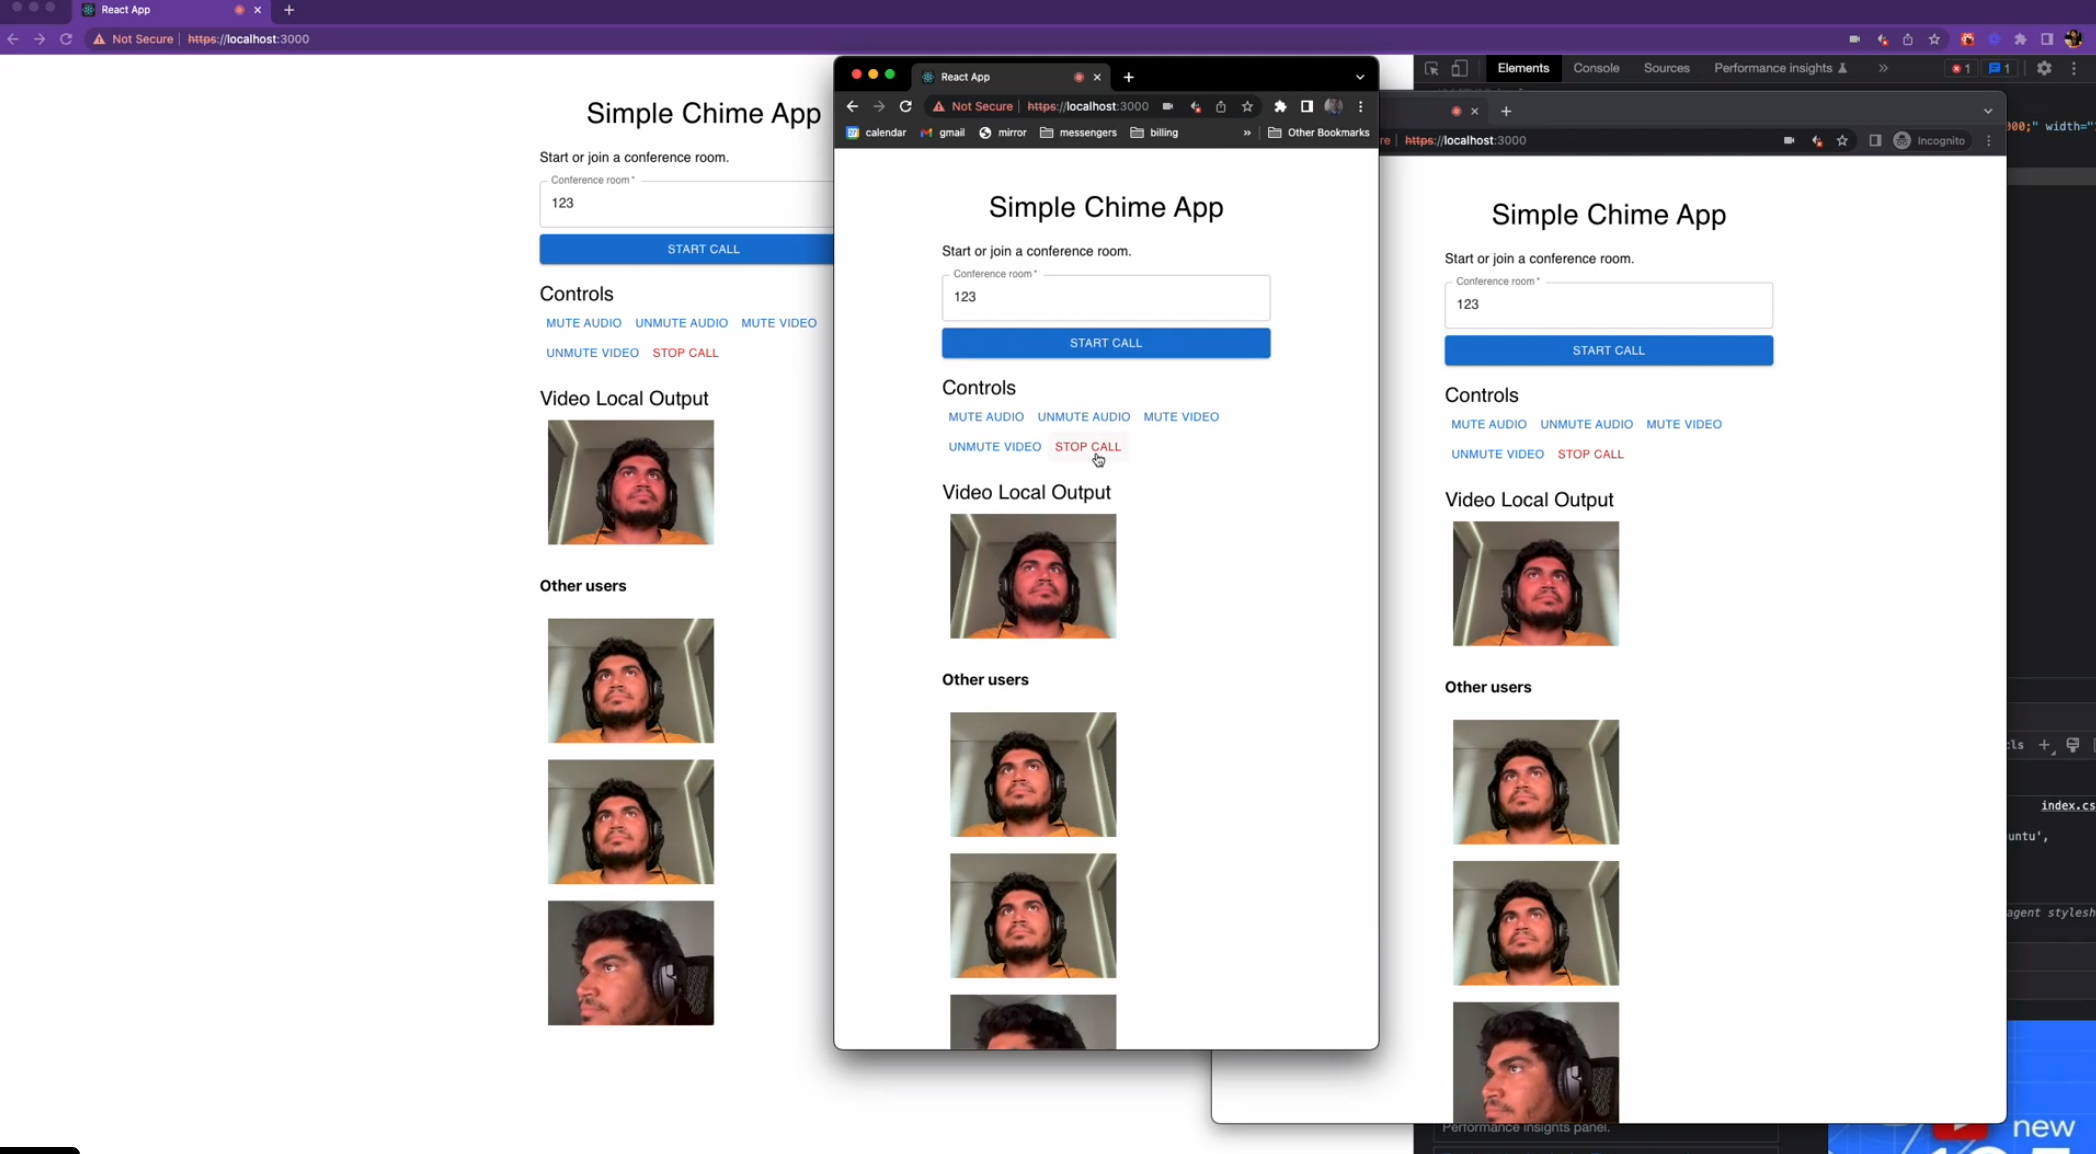 React App
Not Secure https://localhost:3000
Simple Chime App
Start or join a conference room.
Conference room *
123
START CALL
Controls
MUTE AUDIO UNMUTE AUDIO MUTE VIDEO
UNMUTE VIDEO STOP CALL
Video Local Output
Other users
React App
Not Secure https://localhost:3000
calendar gmail mirror messengers billing » Other Bookmarks
Simple Chime App
Start or join a conference room.
Conference room *
123
START CALL
Controls
MUTE AUDIO UNMUTE AUDIO MUTE VIDEO
UNMUTE VIDEO STOP CALL
Video Local Output
Other users
Elements Console Sources Performance insights » 1 1
000;" width="
re https://localhost:3000 Incognito
Simple Chime App
Start or join a conference room.
Conference room *
123
START CALL
Controls
MUTE AUDIO UNMUTE AUDIO MUTE VIDEO
UNMUTE VIDEO STOP CALL
Video Local Output
Other users
cls
index.cs
untu',
agent stylesh
Performance insights panel.
new